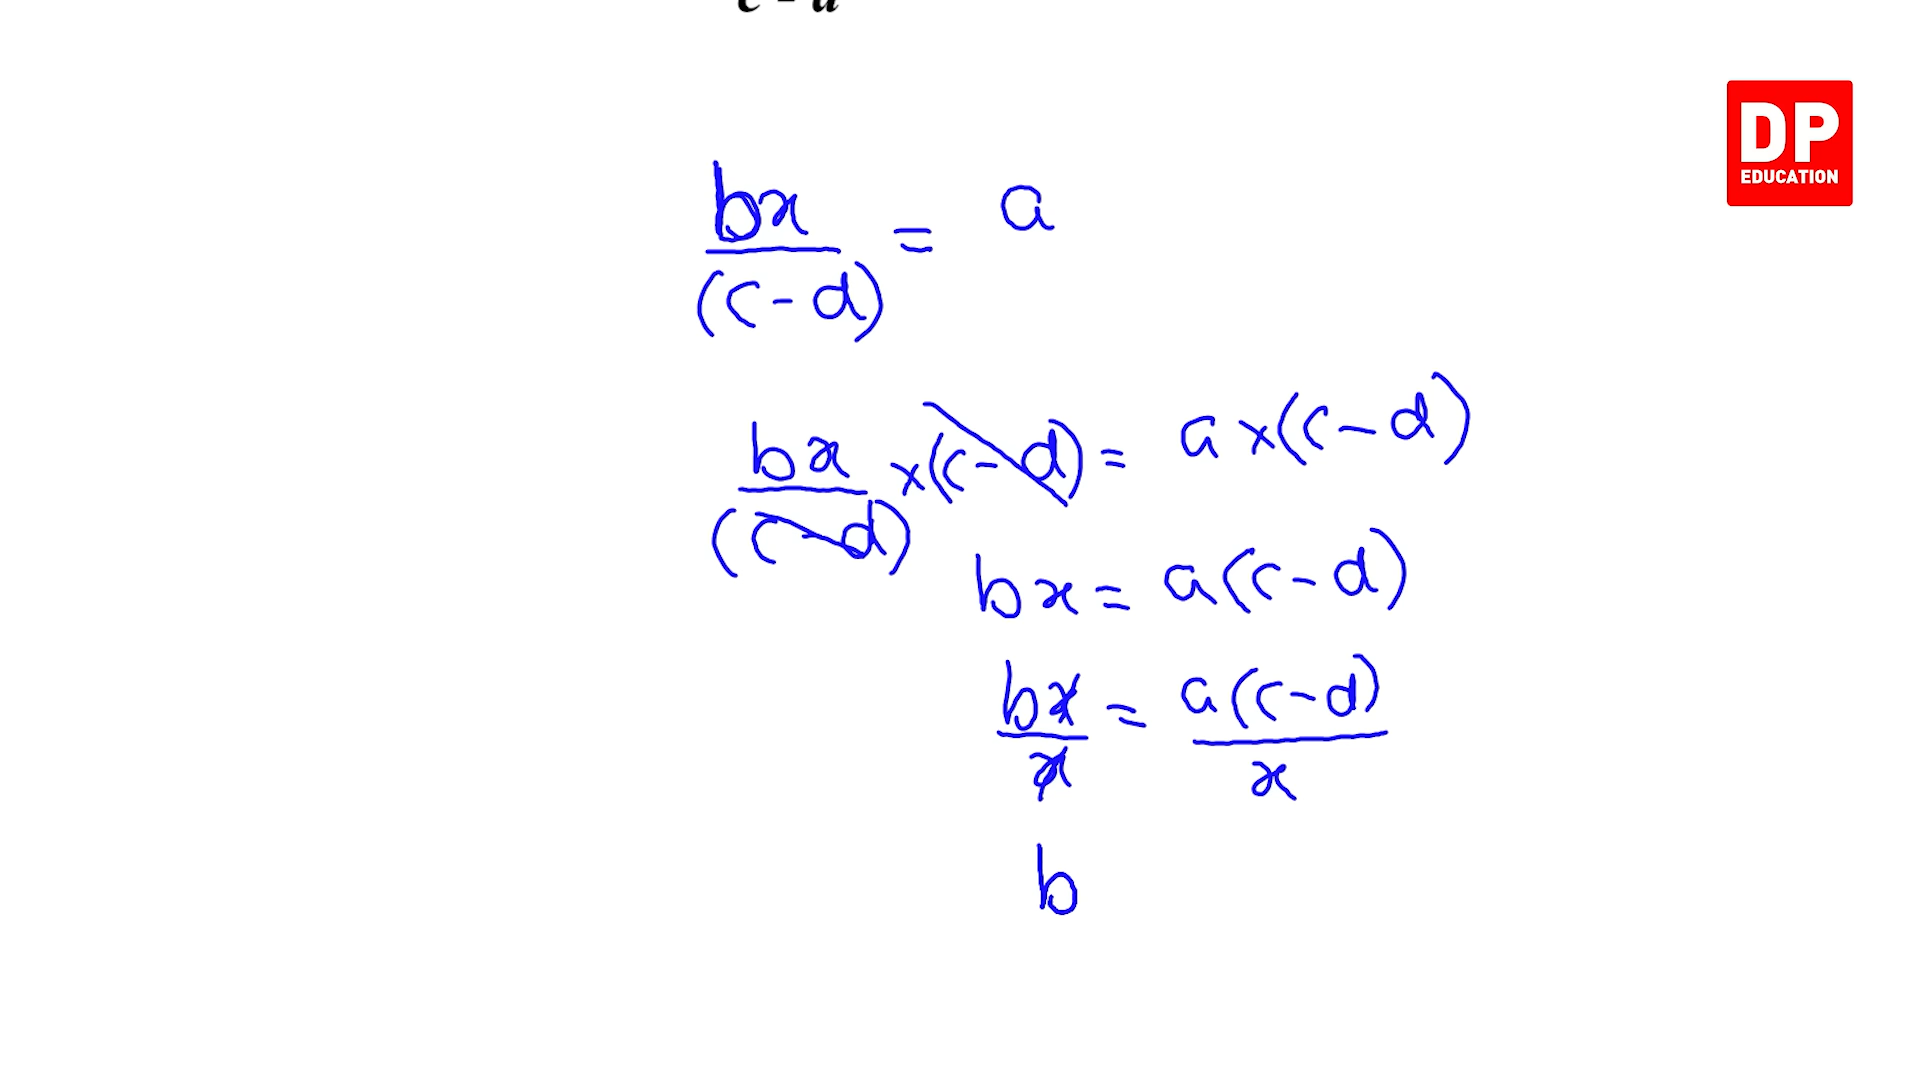 c - d
DP
EDUCATION
bx/(c-d) = a
bx/(c-d) ×(c-d) = a×(c-d)
bx = a(c-d)
bx/x = a(c-d)/x
b